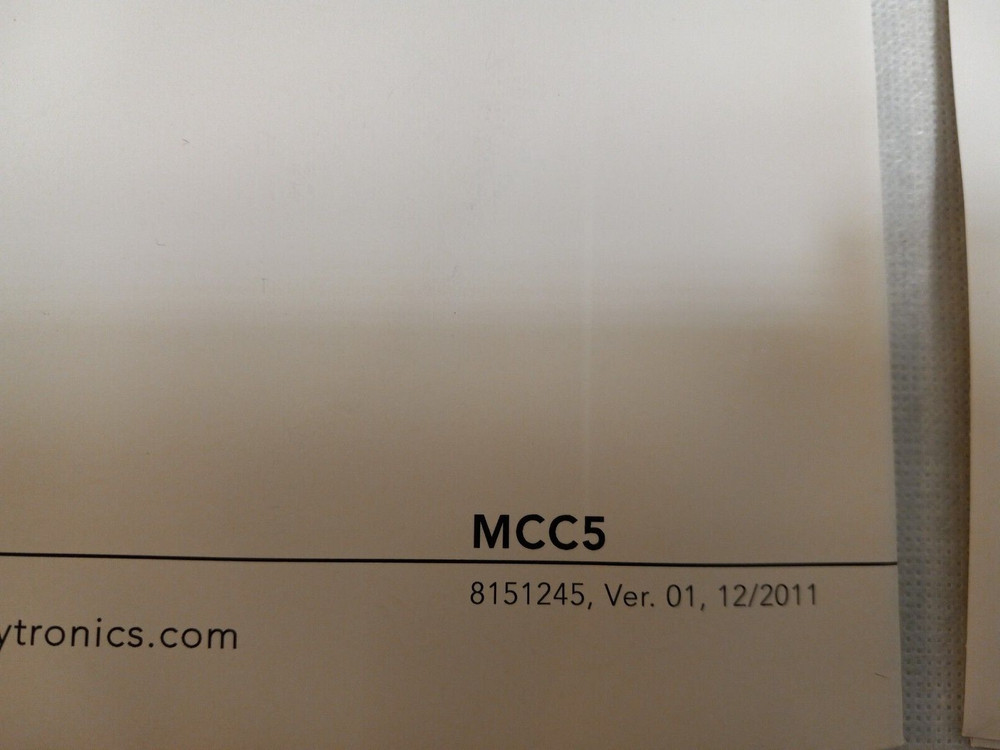 MCC5
8151245, Ver. 01, 12/2011
ytronics.com